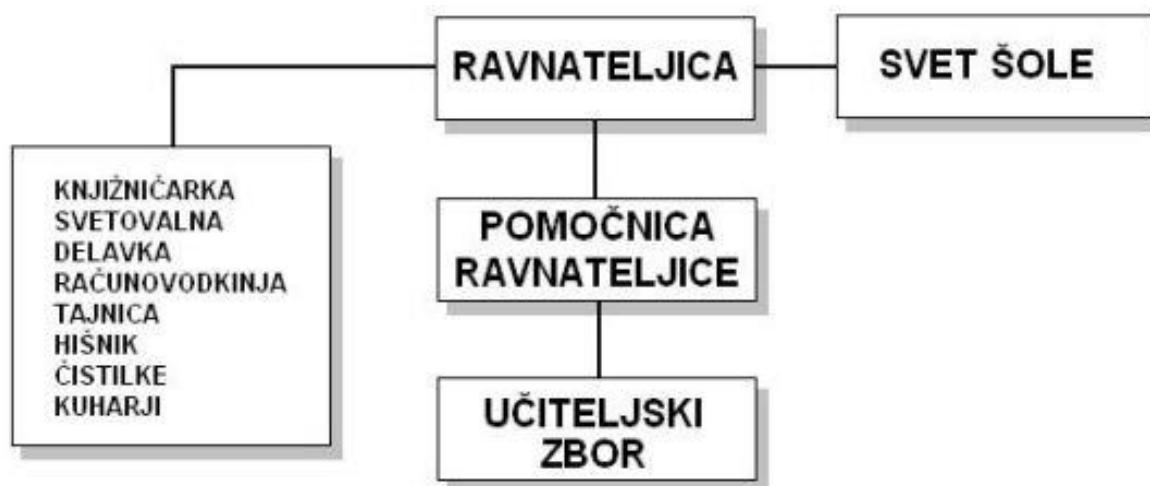 RAVNATELJICA
SVET ŠOLE
KNJIŽNIČARKA
SVETOVALNA
DELAVKA
RAČUNOVODKINJA
TAJNICA
HIŠNIK
ČISTILKE
KUHARJI
POMOČNICA
RAVNATELJICE
UČITELJSKI
ZBOR